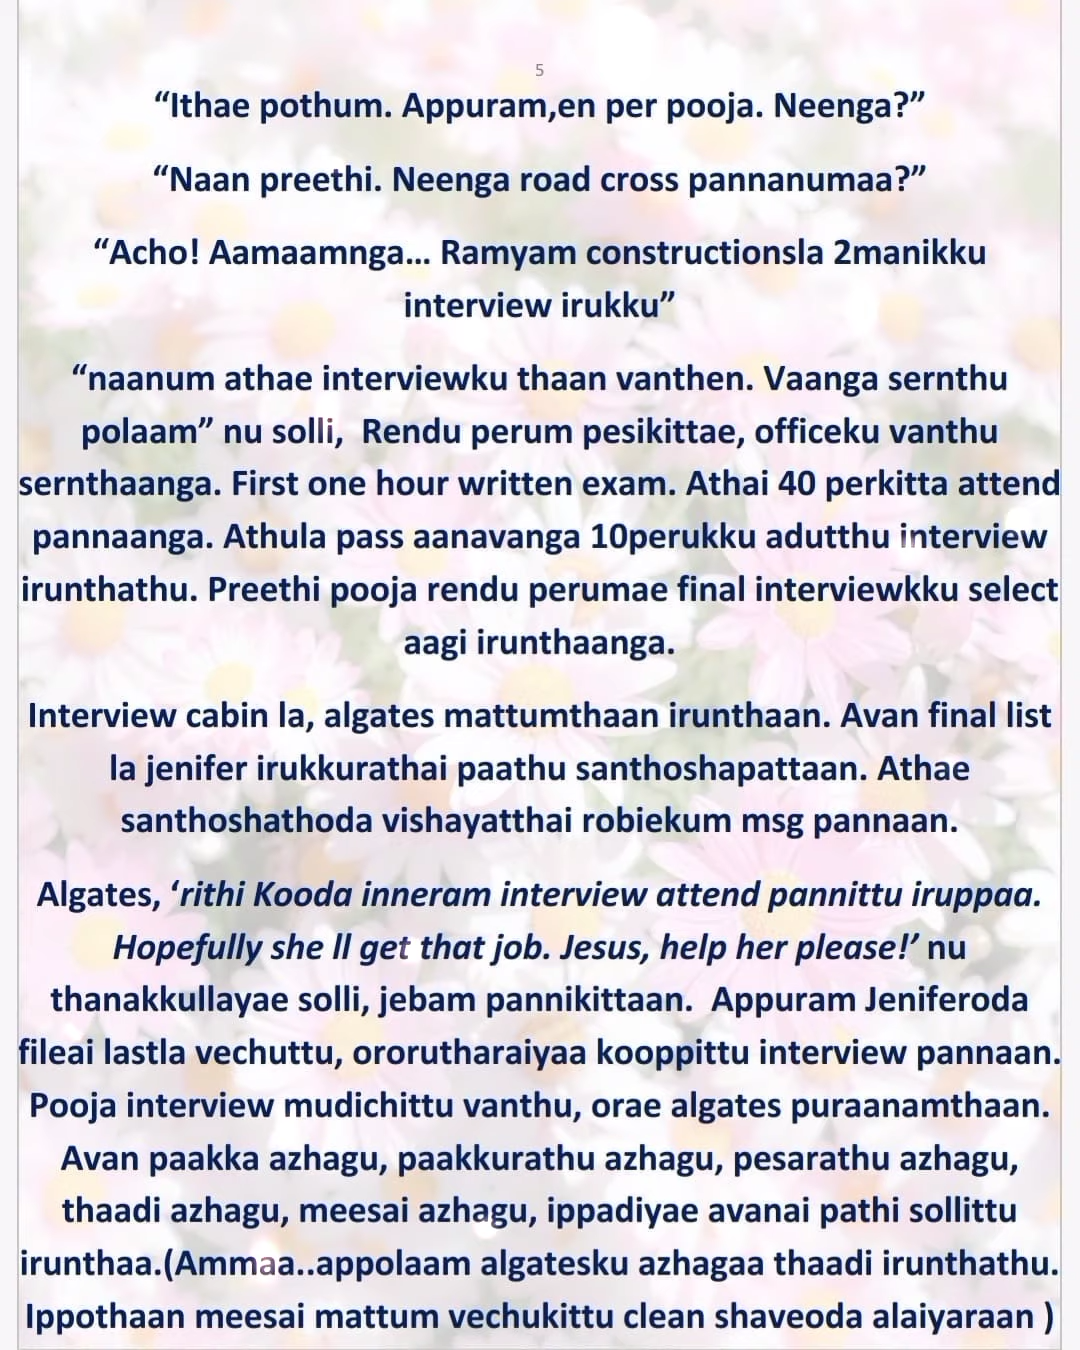 5
“Ithae pothum. Appuram,en per pooja. Neenga?”
“Naan preethi. Neenga road cross pannanumaa?”
“Acho! Aamaamnga... Ramyam constructionsla 2manikku
interview irukku”
“naanum athae interviewku thaan vanthen. Vaanga sernthu
polaam” nu solli,  Rendu perum pesikittae, officeku vanthu
sernthaanga. First one hour written exam. Athai 40 perkitta attend
pannaanga. Athula pass aanavanga 10perukku adutthu interview
irunthathu. Preethi pooja rendu perumae final interviewkku select
aagi irunthaanga.
Interview cabin la, algates mattumthaan irunthaan. Avan final list
la jenifer irukkurathai paathu santhoshapattaan. Athae
santhoshathoda vishayatthai robiekum msg pannaan.
Algates, ‘rithi Kooda inneram interview attend pannittu iruppaa.
Hopefully she ll get that job. Jesus, help her please!’ nu
thanakkullayae solli, jebam pannikittaan.  Appuram Jeniferoda
fileai lastla vechuttu, ororutharaiyaa kooppittu interview pannaan.
Pooja interview mudichittu vanthu, orae algates puraanamthaan.
Avan paakka azhagu, paakkurathu azhagu, pesarathu azhagu,
thaadi azhagu, meesai azhagu, ippadiyae avanai pathi sollittu
irunthaa.(Ammaa..appolaam algatesku azhagaa thaadi irunthathu.
Ippothaan meesai mattum vechukittu clean shaveoda alaiyaraan )